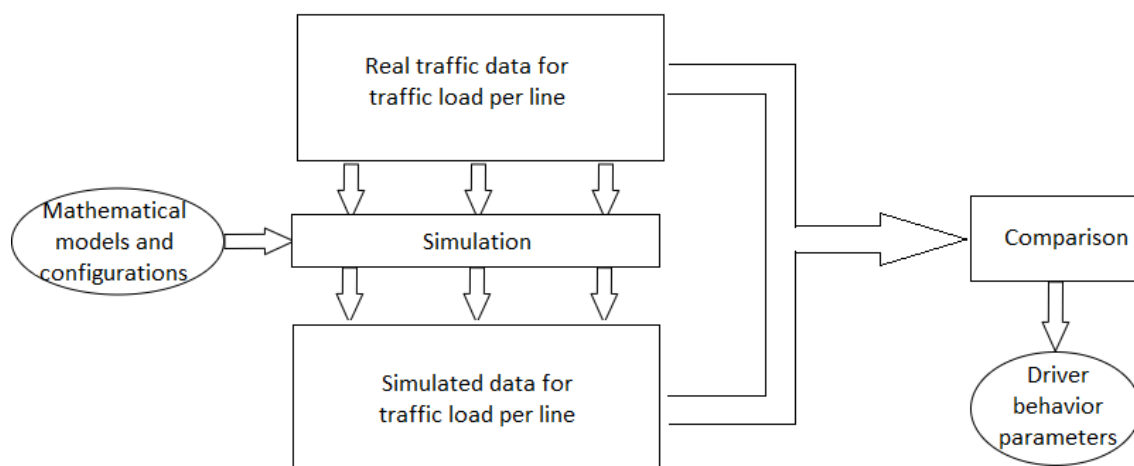 Real traffic data for
traffic load per line
Mathematical
models and
configurations
Simulation
Comparison
Simulated data for
traffic load per line
Driver
behavior
parameters